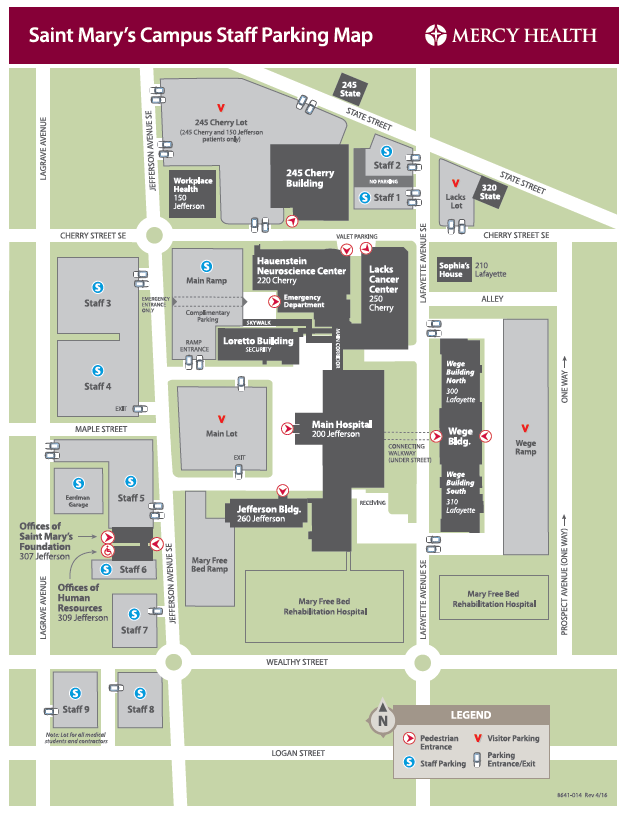 Saint Mary's Campus Staff Parking Map
MERCY HEALTH
245
State
STATE STREET
V
245 Cherry Lot
(245 Cherry and 150 Jefferson
patients only)
LAGRAVE AVENUE
JEFFERSON AVENUE SE
S
Staff 2
NO PARKING
S Staff 1
245 Cherry
Building
Workplace
Health
150
Jefferson
V
Lacks
Lot
320
State
STATE STREET
CHERRY STREET SE
VALET PARKING
LAFAYETTE AVENUE SE
CHERRY STREET SE
S
Staff 3
S
Main Ramp
Hauenstein
Neuroscience Center
220 Cherry
Lacks
Cancer
Center
250
Cherry
Sophia's
House
210
Lafayette
ALLEY
EMERGENCY
ENTRANCE
ONLY
Complimentary
Parking
Emergency
Department
SKYWALK
MAIN CORRIDOR
RAMP
ENTRANCE
Loretto Building
SECURITY
S
Staff 4
EXIT
Wege
Building
North
300
Lafayette
ONE WAY
MAPLE STREET
V
Main Lot
EXIT
Main Hospital
200 Jefferson
CONNECTING
WALKWAY
(UNDER STREET)
Wege
Bldg.
V
Wege
Ramp
Wege
Building
South
310
Lafayette
S
Eerdman
Garage
S
Staff 5
Jefferson Bldg.
260 Jefferson
RECEIVING
Offices of
Saint Mary's
Foundation
307 Jefferson
S Staff 6
Offices of
Human
Resources
309 Jefferson
Mary Free
Bed Ramp
Mary Free Bed
Rehabilitation Hospital
Mary Free Bed
Rehabilitation Hospital
LAGRAVE AVENUE
JEFFERSON AVENUE SE
LAFAYETTE AVENUE SE
PROSPECT AVENUE (ONE WAY)
S
Staff 7
WEALTHY STREET
S
Staff 9
S
Staff 8
Note: Lot for all medical
students and contractors
N
LEGEND
Pedestrian
Entrance
V Visitor Parking
S Staff Parking
Parking
Entrance/Exit
LOGAN STREET
8641-014 Rev 4/16